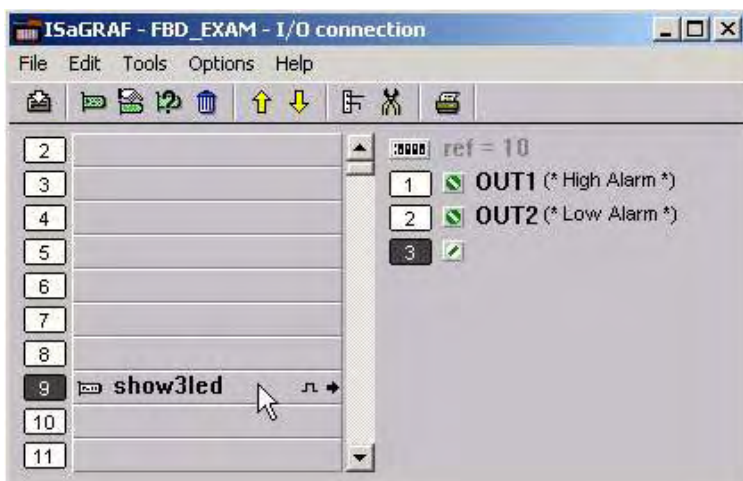 ISaGRAF - FBD_EXAM - I/O connection
File Edit Tools Options Help
2
3
4
5
6
7
8
9 show3led
10
11
ref = 10
1 OUT1 (* High Alarm *)
2 OUT2 (* Low Alarm *)
3